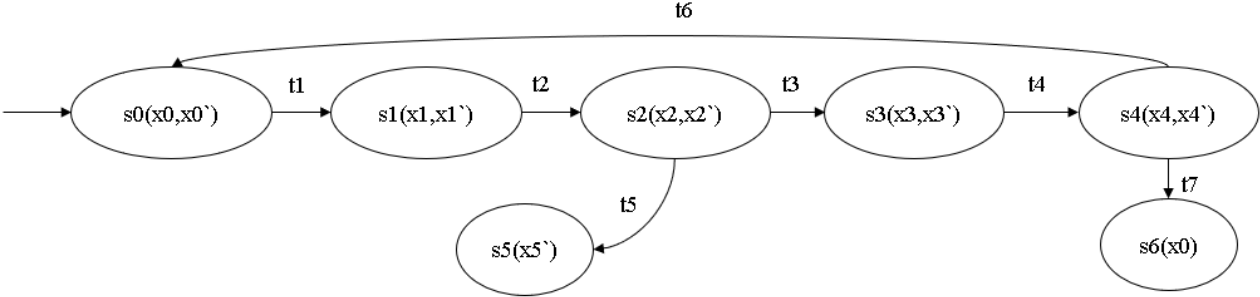 t6
t1
t2
t3
t4
s0(x0,x0`)
s1(x1,x1`)
s2(x2,x2`)
s3(x3,x3`)
s4(x4,x4`)
t5
t7
s5(x5`)
s6(x0)